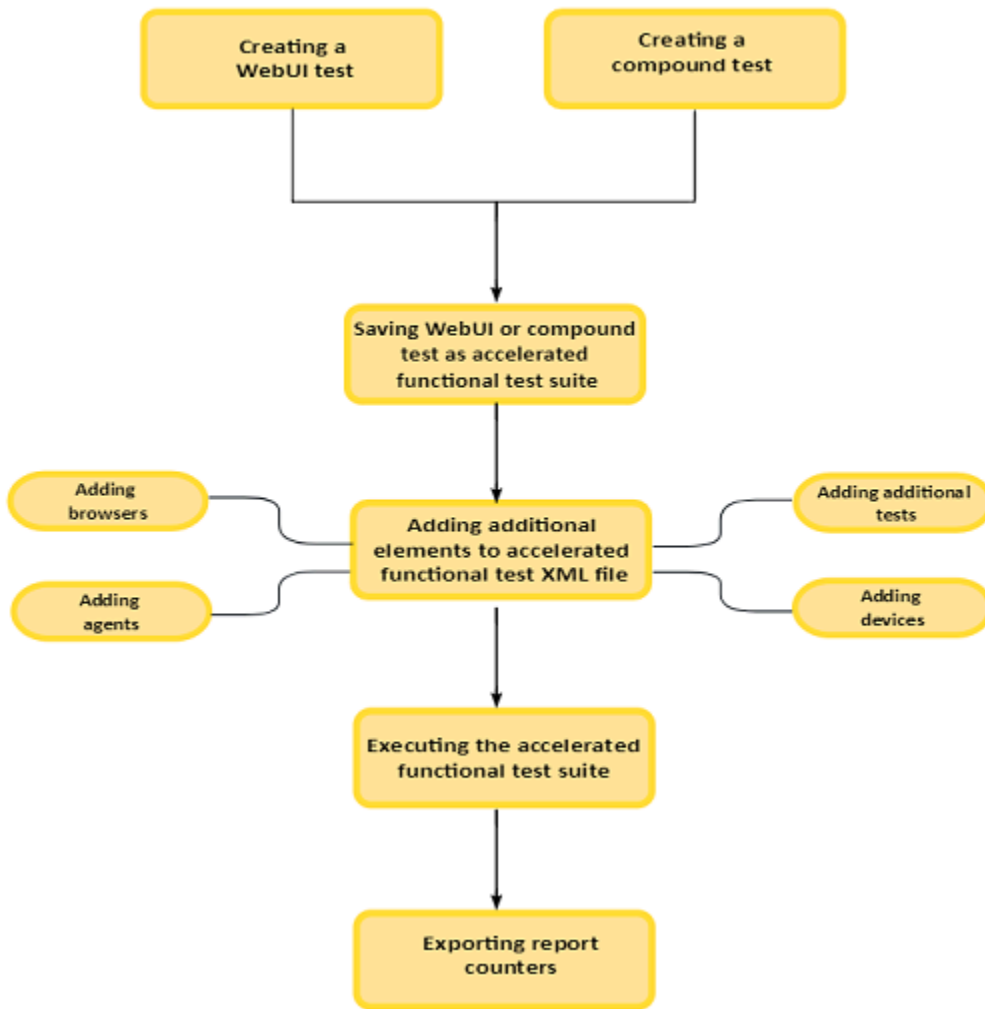 Creating a
WebUI test
Creating a
compound test
Saving WebUI or compound
test as accelerated
functional test suite
Adding
browsers
Adding additional
elements to accelerated
functional test XML file
Adding additional
tests
Adding
agents
Adding
devices
Executing the accelerated
functional test suite
Exporting report
counters